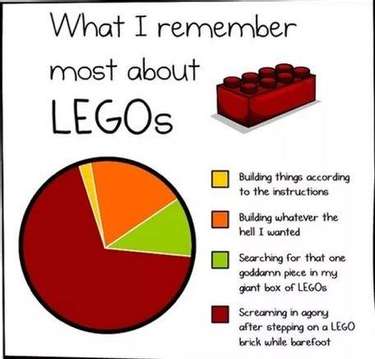 What I remember
most about
LEGOs
Building things according
to the instructions
Building whatever the
hell I wanted
Searching for that one
goddamn piece in my
giant box of LEGOs
Screaming in agony
after stepping on a LEGO
brick while barefoot